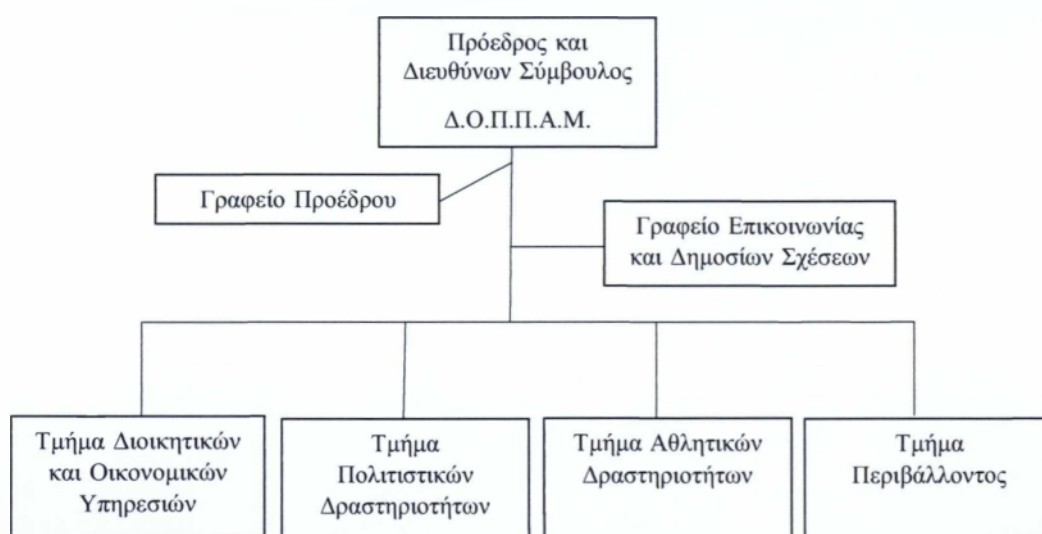 Πρόεδρος και
Διευθύνων Σύμβουλος
Δ.Ο.Π.Π.Α.Μ.
Γραφείο Προέδρου
Γραφείο Επικοινωνίας
και Δημοσίων Σχέσεων
Τμήμα Διοικητικών
και Οικονομικών
Υπηρεσιών
Τμήμα
Πολιτιστικών
Δραστηριοτήτων
Τμήμα Αθλητικών
Δραστηριοτήτων
Τμήμα
Περιβάλλοντος